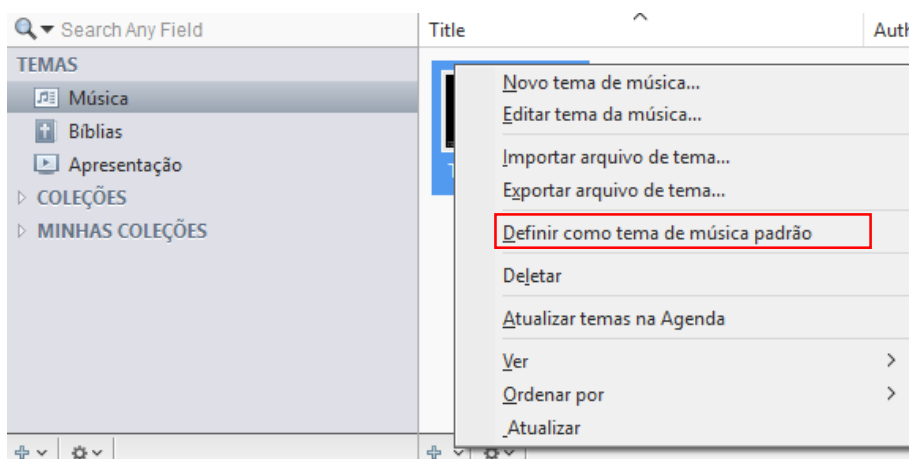 Search Any Field
TEMAS
Música
Bíblias
Apresentação
COLEÇÕES
MINHAS COLEÇÕES
Title
Auth
T
Novo tema de música...
Editar tema da música...
Importar arquivo de tema...
Exportar arquivo de tema...
Definir como tema de música padrão
Deletar
Atualizar temas na Agenda
Ver
Ordenar por
_Atualizar